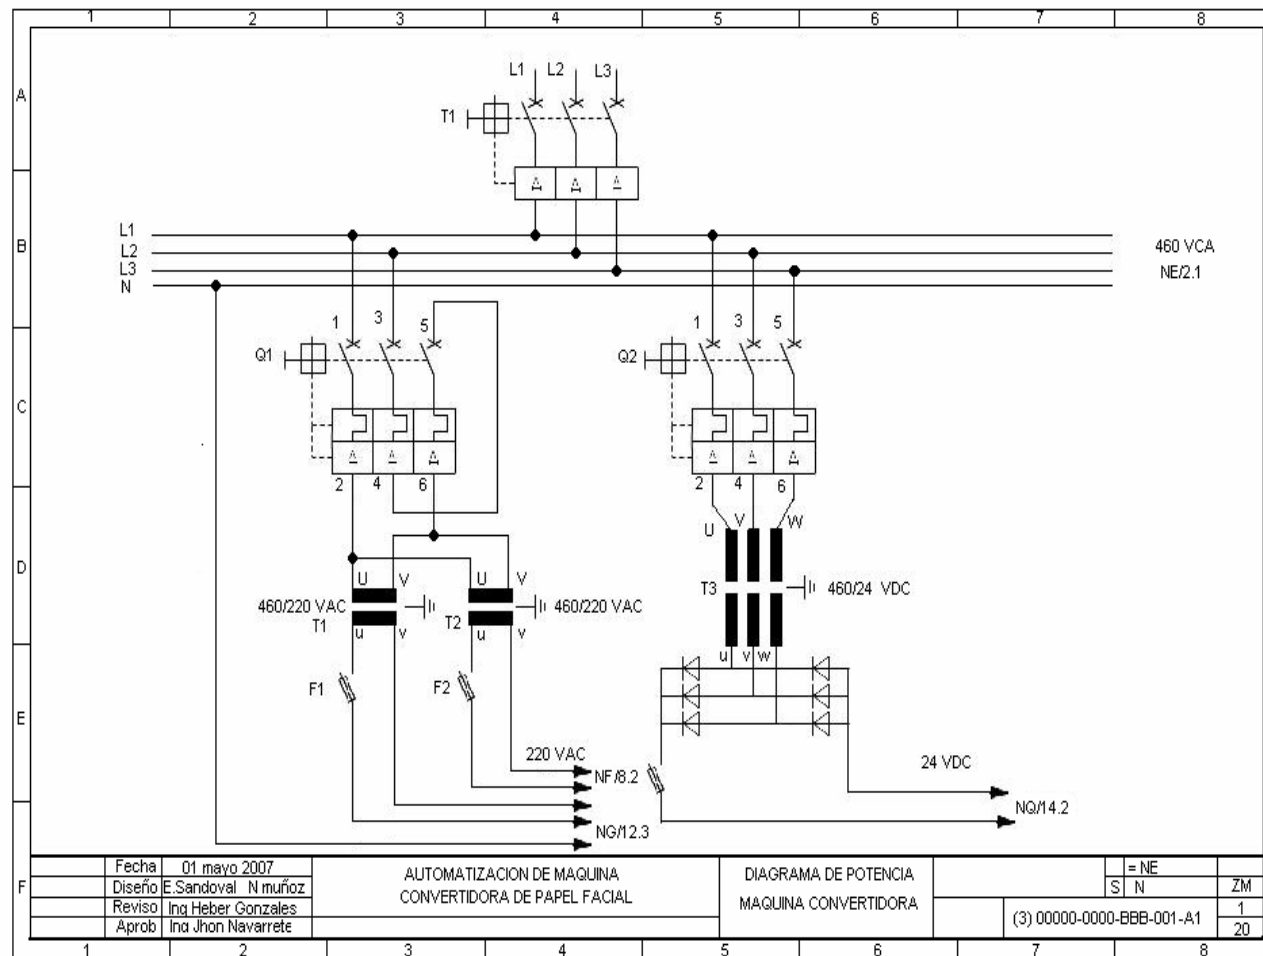 1 2 3 4 5 6 7 8
A
L1 L2 L3
T1
B
L1
L2
L3
N
460 VCA
NE/2.1
1 3 5
1 3 5
Q1
Q2
C
2 4 6
2 4 6
U V W
D
U V U V
460/220 VAC
460/220 VAC
T3
460/24 VDC
T1
T2
u v u v
u v w
F1
F2
E
220 VAC
24 VDC
NF/8.2
NQ/14.2
NG/12.3
F
Fecha 01 mayo 2007
Diseño E.Sandoval N muñoz
Reviso Ing Heber Gonzales
Aprob Ing Jhon Navarrete
AUTOMATIZACION DE MAQUINA
CONVERTIDORA DE PAPEL FACIAL
DIAGRAMA DE POTENCIA
MAQUINA CONVERTIDORA
= NE
S N
ZM
(3) 00000-0000-BBB-001-A1
1
20
1 2 3 4 5 6 7 8